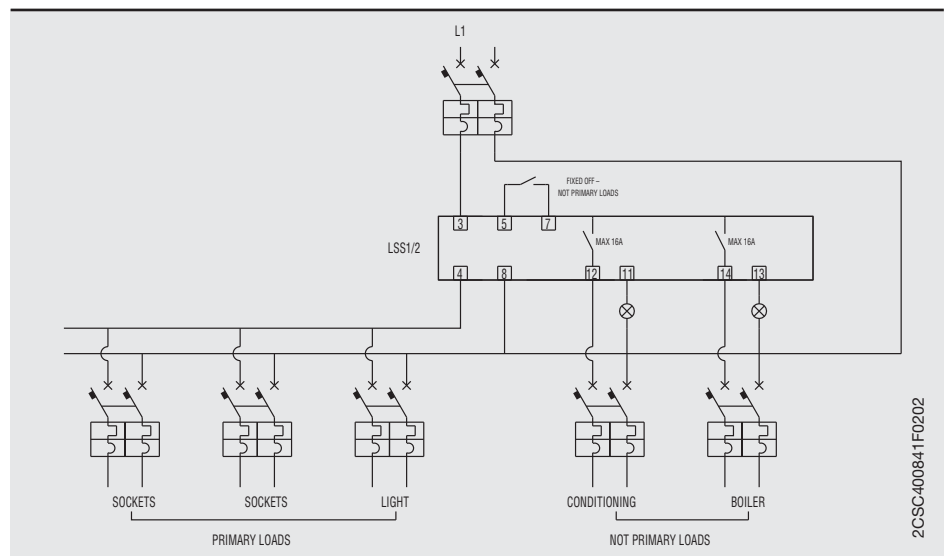 L1
FIXED OFF –
NOT PRIMARY LOADS
3
5
7
LSS1/2
MAX 16A
MAX 16A
4
8
12
11
14
13
SOCKETS
SOCKETS
LIGHT
CONDITIONING
BOILER
PRIMARY LOADS
NOT PRIMARY LOADS
2CSC400841F0202